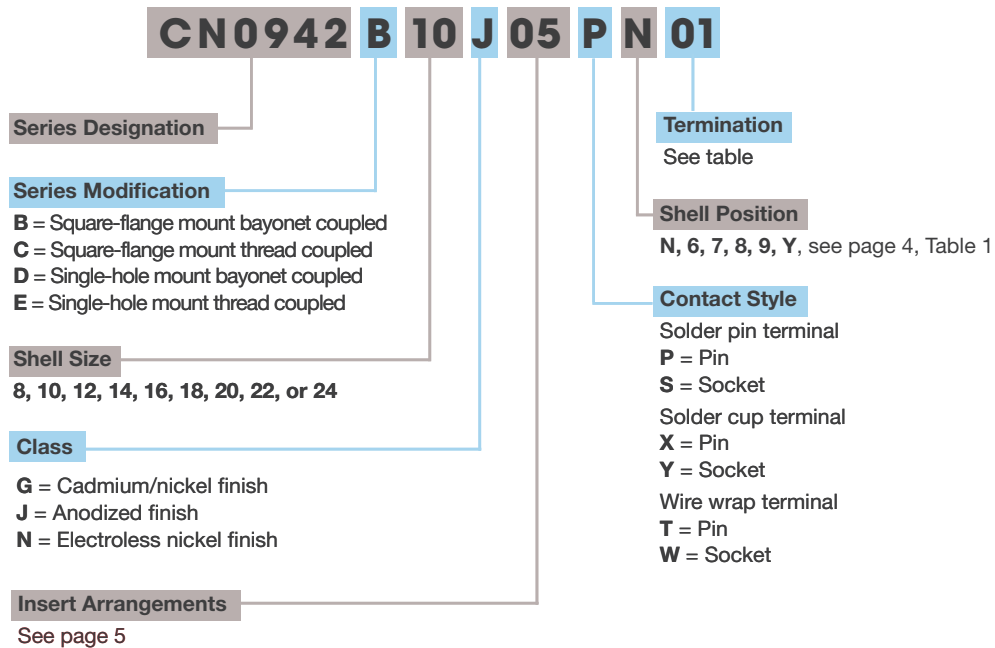 CN0942 B 10 J 05 P N 01
Series Designation
Series Modification
B = Square-flange mount bayonet coupled
C = Square-flange mount thread coupled
D = Single-hole mount bayonet coupled
E = Single-hole mount thread coupled
Shell Size
8, 10, 12, 14, 16, 18, 20, 22, or 24
Class
G = Cadmium/nickel finish
J = Anodized finish
N = Electroless nickel finish
Insert Arrangements
See page 5
Termination
See table
Shell Position
N, 6, 7, 8, 9, Y, see page 4, Table 1
Contact Style
Solder pin terminal
P = Pin
S = Socket
Solder cup terminal
X = Pin
Y = Socket
Wire wrap terminal
T = Pin
W = Socket